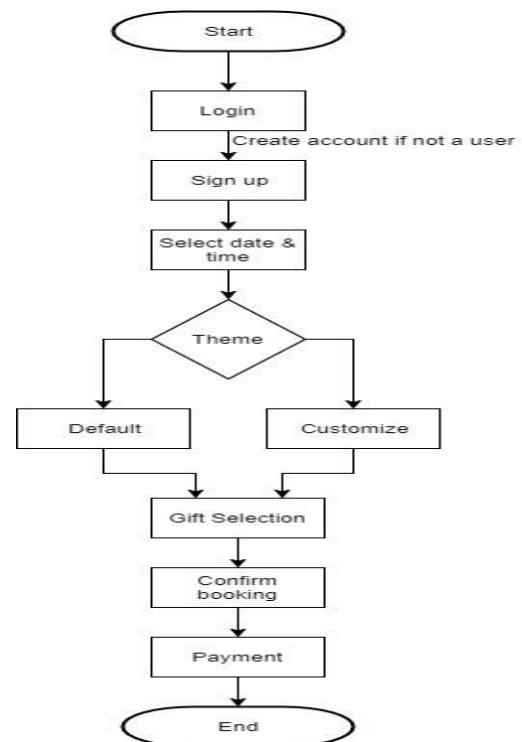 Start
Login
Create account if not a user
Sign up
Select date &
time
Theme
Default
Customize
Gift Selection
Confirm
booking
Payment
End